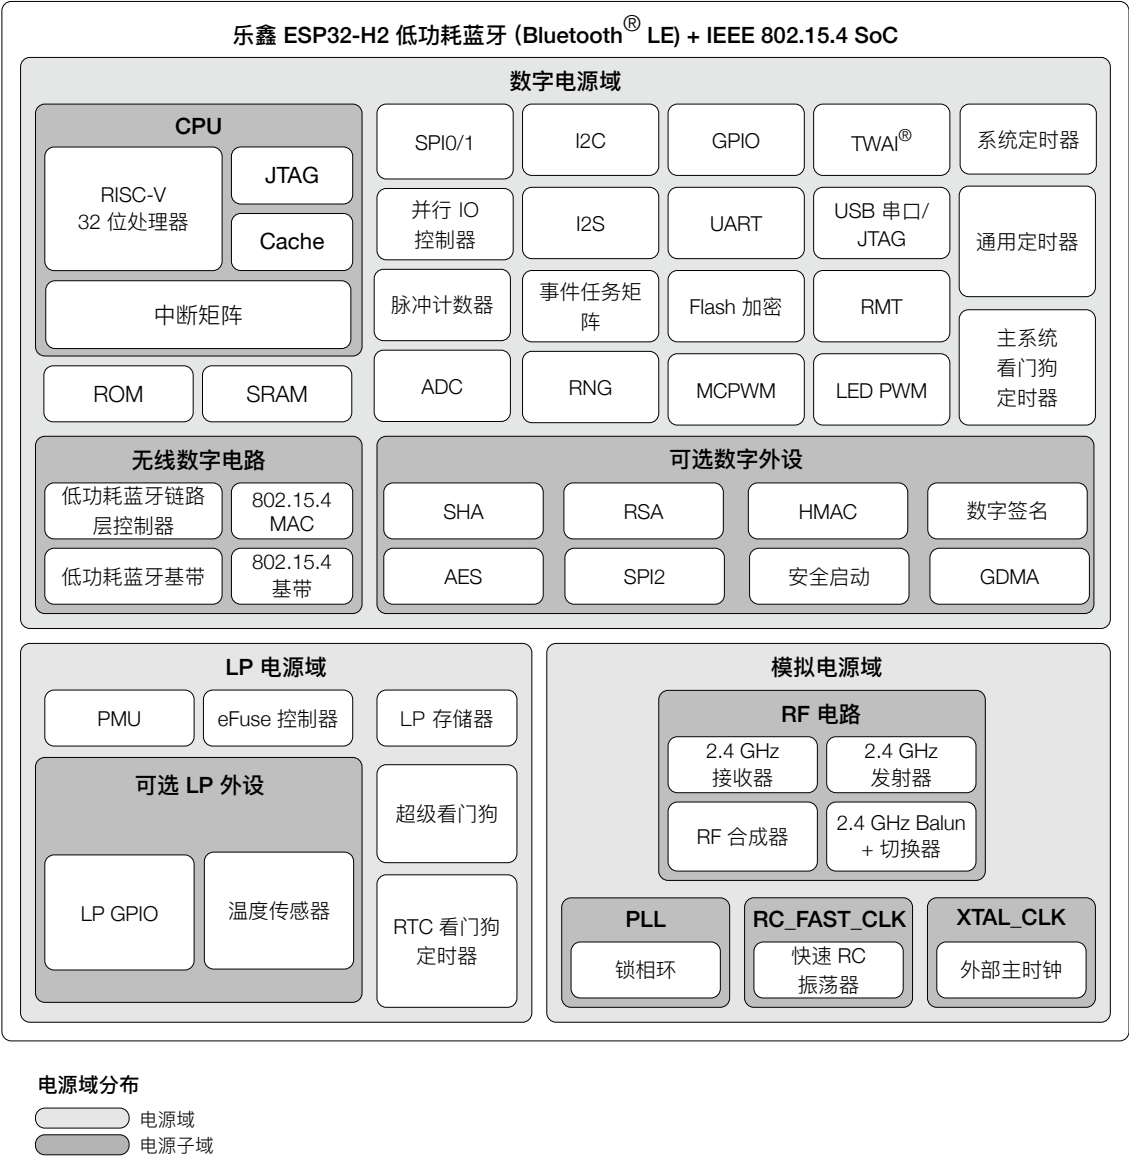 乐鑫 ESP32-H2 低功耗蓝牙 (Bluetooth® LE) + IEEE 802.15.4 SoC
数字电源域
CPU
RISC-V
32 位处理器
JTAG
Cache
中断矩阵
ROM
SRAM
SPI0/1
I2C
GPIO
TWAI®
系统定时器
并行 IO
控制器
I2S
UART
USB 串口/
JTAG
通用定时器
脉冲计数器
事件任务矩
阵
Flash 加密
RMT
主系统
看门狗
定时器
ADC
RNG
MCPWM
LED PWM
无线数字电路
低功耗蓝牙链路
层控制器
802.15.4
MAC
低功耗蓝牙基带
802.15.4
基带
可选数字外设
SHA
RSA
HMAC
数字签名
AES
SPI2
安全启动
GDMA
LP 电源域
PMU
eFuse 控制器
LP 存储器
可选 LP 外设
LP GPIO
温度传感器
超级看门狗
RTC 看门狗
定时器
模拟电源域
RF 电路
2.4 GHz
接收器
2.4 GHz
发射器
RF 合成器
2.4 GHz Balun
+ 切换器
PLL
锁相环
RC_FAST_CLK
快速 RC
振荡器
XTAL_CLK
外部主时钟
电源域分布
电源域
电源子域